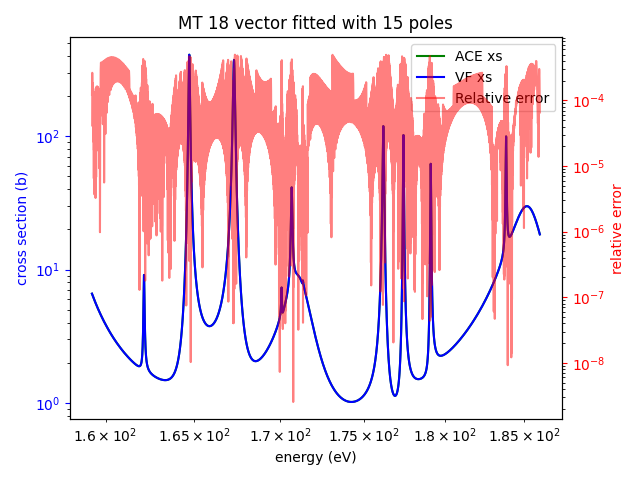 MT 18 vector fitted with 15 poles
ACE xs
VF xs
Relative error
cross section (b)
10²
10¹
10⁰
relative error
10⁻⁴
10⁻⁵
10⁻⁶
10⁻⁷
10⁻⁸
1.6 × 10² 1.65 × 10² 1.7 × 10² 1.75 × 10² 1.8 × 10² 1.85 × 10²
energy (eV)